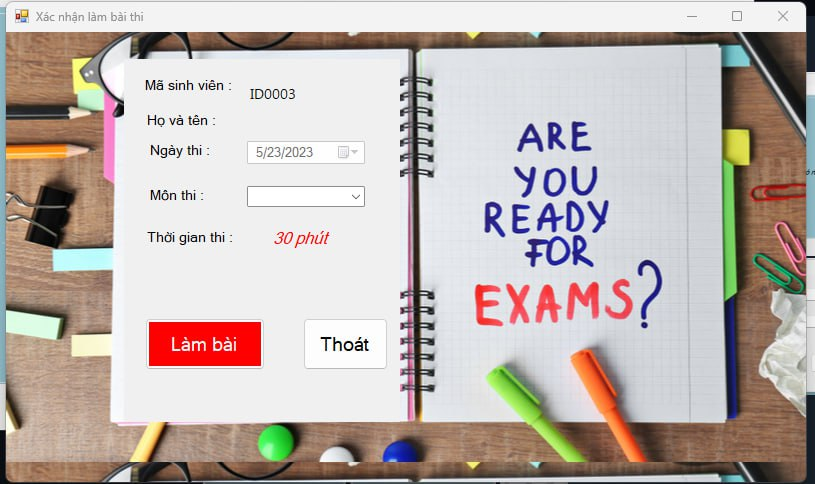 Xác nhận làm bài thi
Mã sinh viên : ID0003
Họ và tên :
Ngày thi : 5/23/2023
Môn thi :
Thời gian thi : 30 phút
Làm bài Thoát
ARE
YOU
READY
FOR
EXAMS?